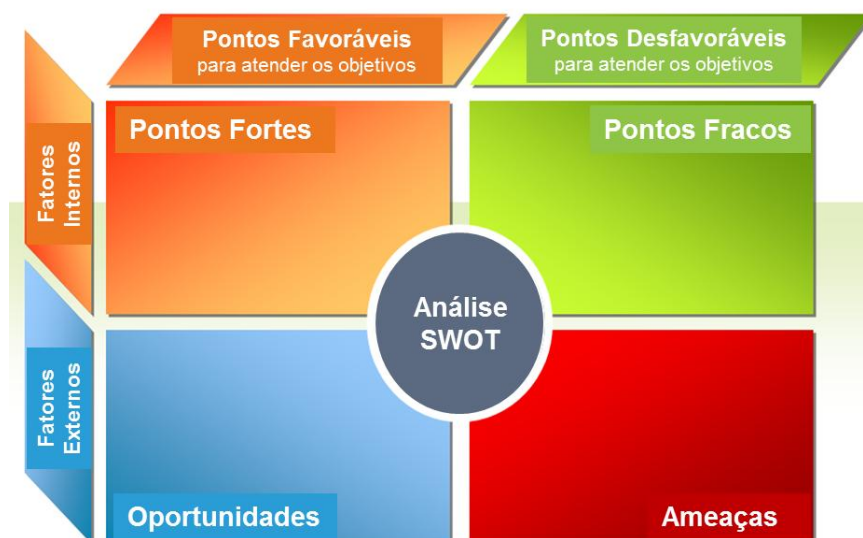 Pontos Favoráveis
para atender os objetivos
Pontos Desfavoráveis
para atender os objetivos
Fatores
Internos
Pontos Fortes
Pontos Fracos
Análise
SWOT
Fatores
Externos
Oportunidades
Ameaças